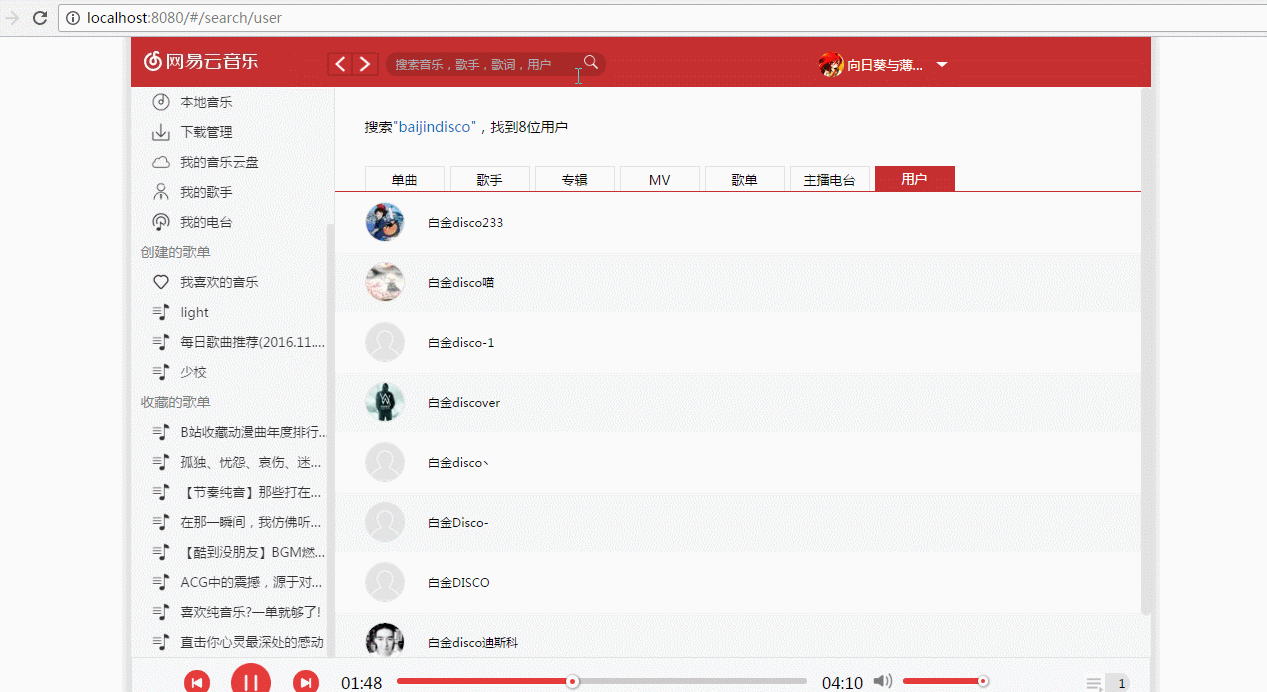 localhost:8080/#/search/user
网易云音乐
搜索音乐，歌手，歌词，用户
向日葵与薄...
本地音乐
下载管理
我的音乐云盘
我的歌手
我的电台
创建的歌单
我喜欢的音乐
light
每日歌曲推荐(2016.11....
少校
收藏的歌单
B站收藏动漫曲年度排行...
孤独、忧怨、哀伤、迷...
【节奏纯音】那些打在...
在那一瞬间，我仿佛听...
【酷到没朋友】BGM燃...
ACG中的震撼，源于对...
喜欢纯音乐?一单就够了!
直击你心灵最深处的感动
搜索"baijindisco"，找到8位用户
单曲 歌手 专辑 MV 歌单 主播电台 用户
白金disco233
白金disco喵
白金disco-1
白金discover
白金disco丶
白金Disco-
白金DISCO
白金disco迪斯科
01:48 04:10 1